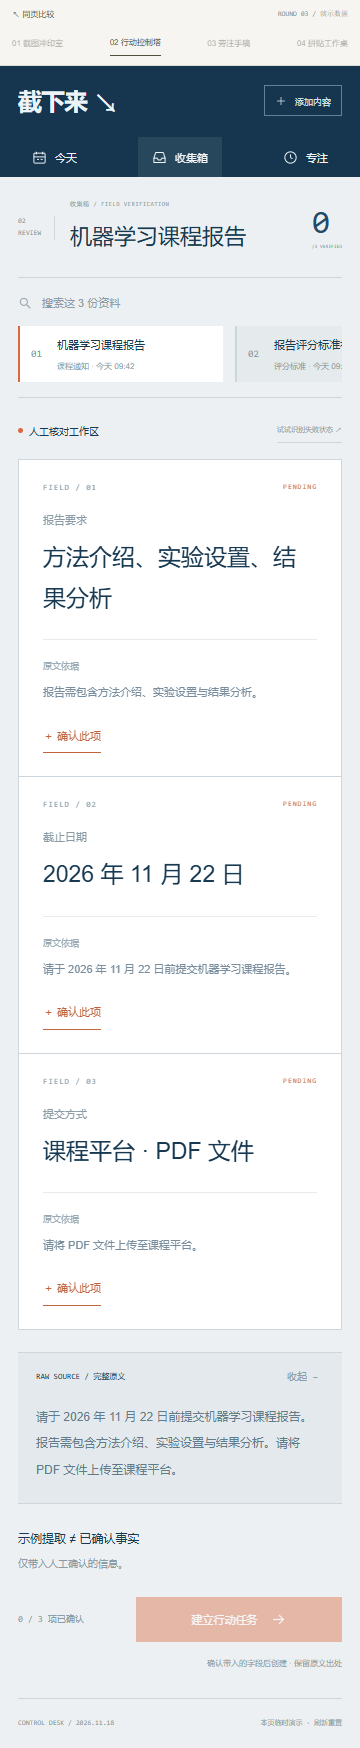 ↖ 同页比较
ROUND 03 / 演示数据
01 截图冲印室
02 行动控制塔
03 旁注手稿
04 拼贴工作桌
截下来 ↘
＋ 添加内容
今天
收集箱
专注
收集箱 / FIELD VERIFICATION
02
REVIEW
机器学习课程报告
0
/3 VERIFIED
搜索这 3 份资料
01
机器学习课程报告
课程通知 · 今天 09:42
02
报告评分标准
评分标准 · 今天 09:
人工核对工作区
试试识别失败状态 ↗
FIELD / 01
PENDING
报告要求
方法介绍、实验设置、结
果分析
原文依据
报告需包含方法介绍、实验设置与结果分析。
＋ 确认此项
FIELD / 02
PENDING
截止日期
2026 年 11 月 22 日
原文依据
请于 2026 年 11 月 22 日前提交机器学习课程报告。
＋ 确认此项
FIELD / 03
PENDING
提交方式
课程平台 · PDF 文件
原文依据
请将 PDF 文件上传至课程平台。
＋ 确认此项
RAW SOURCE / 完整原文
收起 −
请于 2026 年 11 月 22 日前提交机器学习课程报告。
报告需包含方法介绍、实验设置与结果分析。请将
PDF 文件上传至课程平台。
示例提取 ≠ 已确认事实
仅带入人工确认的信息。
0 / 3 项已确认
建立行动任务 →
确认带入的字段后创建 · 保留原文出处
CONTROL DESK / 2026.11.18
本页临时演示 · 刷新重置